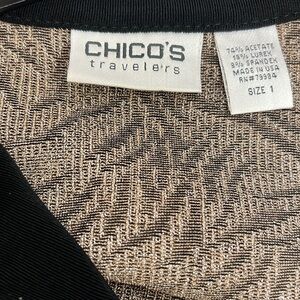 CHICO'S
travelers
74% ACETATE
18% LUREX
8% SPANDEX
MADE IN USA
RN#79984
SIZE 1